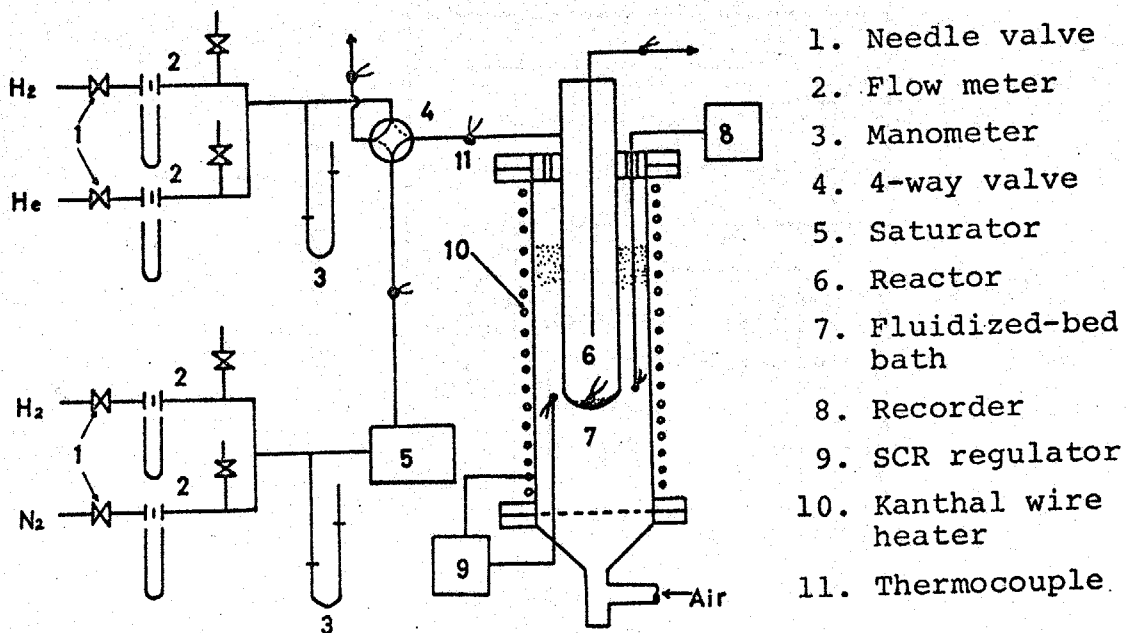 H₂
1
2
He
2
3
4
11
H₂
1
2
N₂
2
3
5
6
7
8
9
10
Air
1. Needle valve
2. Flow meter
3. Manometer
4. 4-way valve
5. Saturator
6. Reactor
7. Fluidized-bed
bath
8. Recorder
9. SCR regulator
10. Kanthal wire
heater
11. Thermocouple